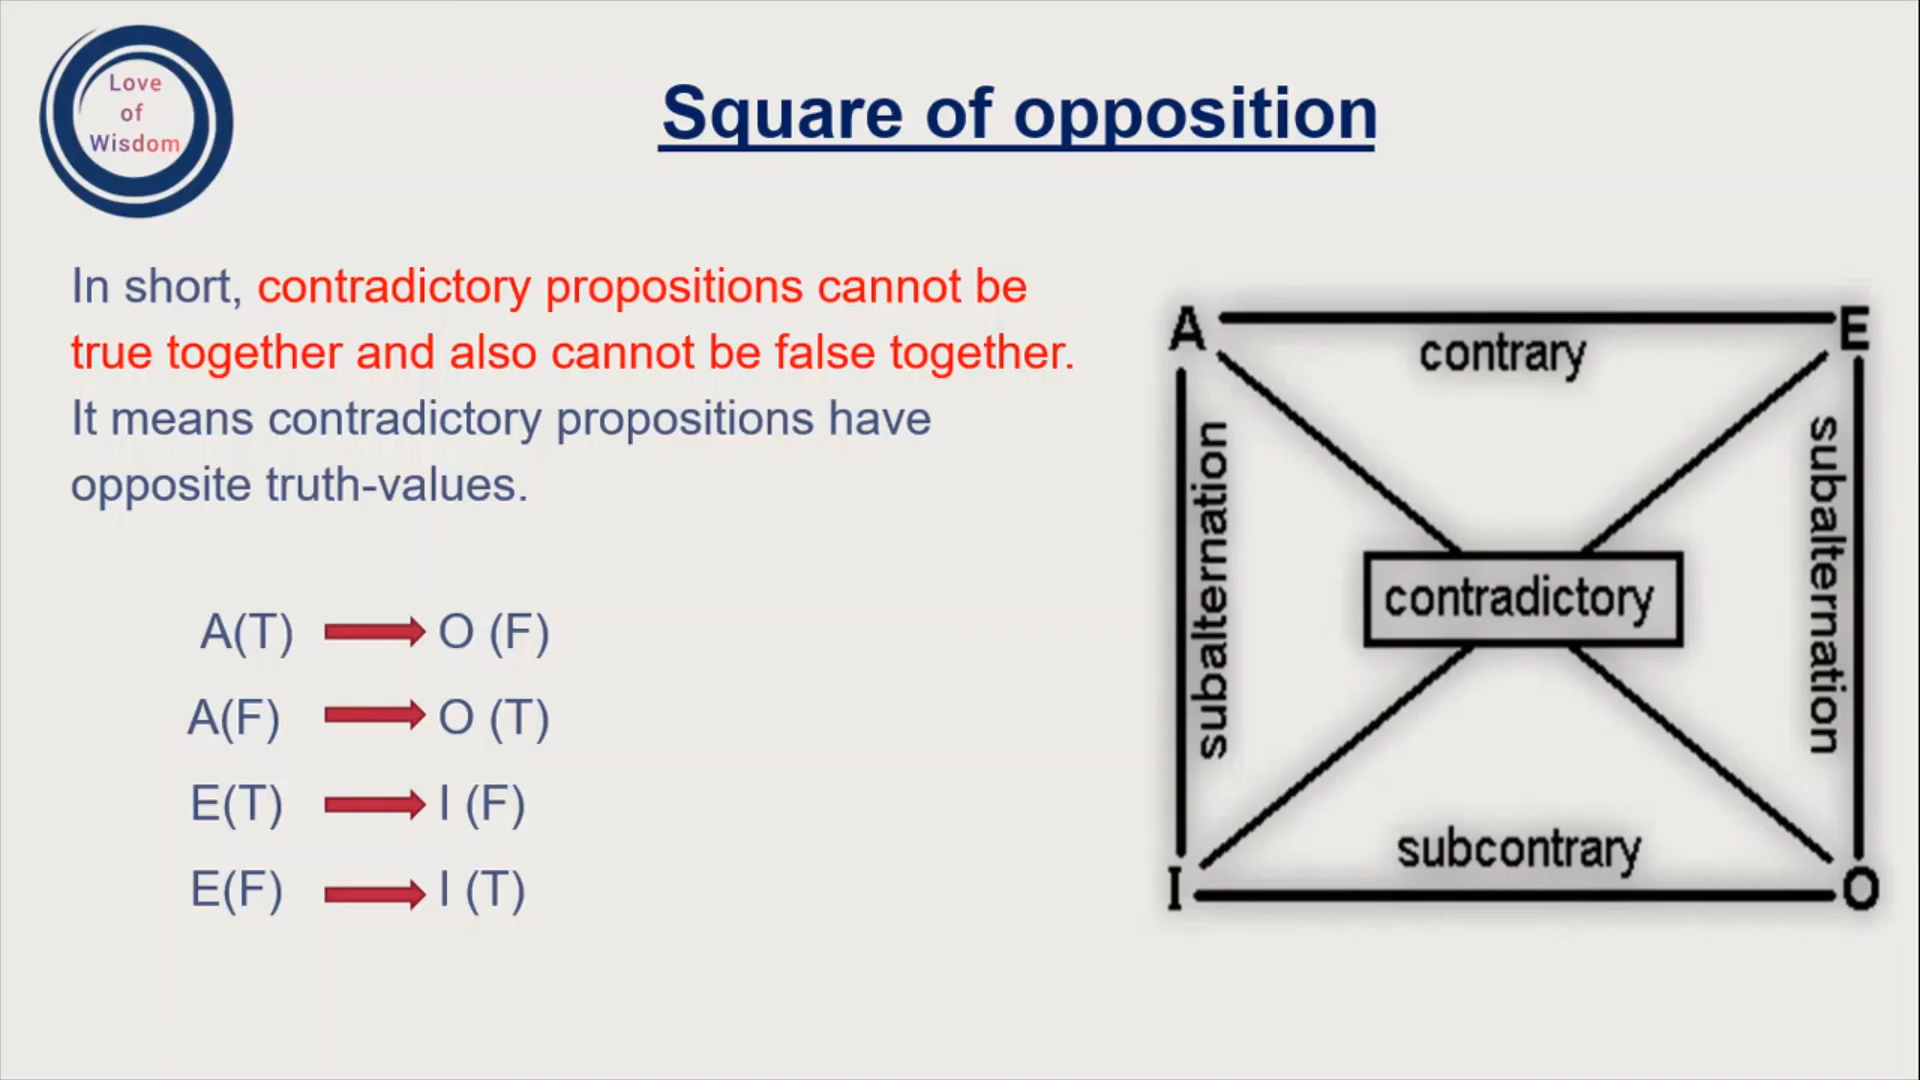 Love
of
Wisdom
Square of opposition
In short, contradictory propositions cannot be
true together and also cannot be false together.
It means contradictory propositions have
opposite truth-values.
A(T) O (F)
A(F) O (T)
E(T) I (F)
E(F) I (T)
A E
contrary
subalternation
subalternation
contradictory
subcontrary
I O